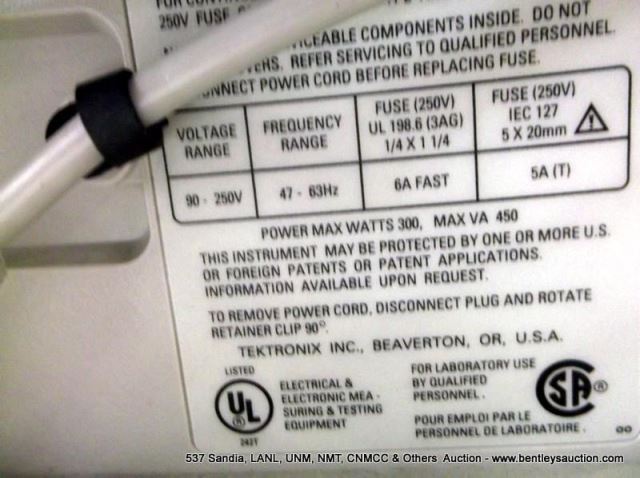 250V FUSE
VICEABLE COMPONENTS INSIDE. DO NOT
VERS. REFER SERVICING TO QUALIFIED PERSONNEL.
CONNECT POWER CORD BEFORE REPLACING FUSE.
VOLTAGE RANGE
FREQUENCY RANGE
FUSE (250V) UL 198.6 (3AG) 1/4 X 1 1/4
FUSE (250V) IEC 127 5 X 20mm
90 - 250V
47 - 63Hz
6A FAST
5A (T)
POWER MAX WATTS 300, MAX VA 450
THIS INSTRUMENT MAY BE PROTECTED BY ONE OR MORE U.S.
OR FOREIGN PATENTS OR PATENT APPLICATIONS.
INFORMATION AVAILABLE UPON REQUEST.
TO REMOVE POWER CORD, DISCONNECT PLUG AND ROTATE
RETAINER CLIP 90°.
TEKTRONIX INC., BEAVERTON, OR, U.S.A.
LISTED
UL ®
242T
ELECTRICAL &
ELECTRONIC MEA -
SURING & TESTING
EQUIPMENT
FOR LABORATORY USE
BY QUALIFIED
PERSONNEL.
POUR EMPLOI PAR LE
PERSONNEL DE LABORATOIRE.
SA ®
537 Sandia, LANL, UNM, NMT, CNMCC & Others Auction - www.bentleysauction.com